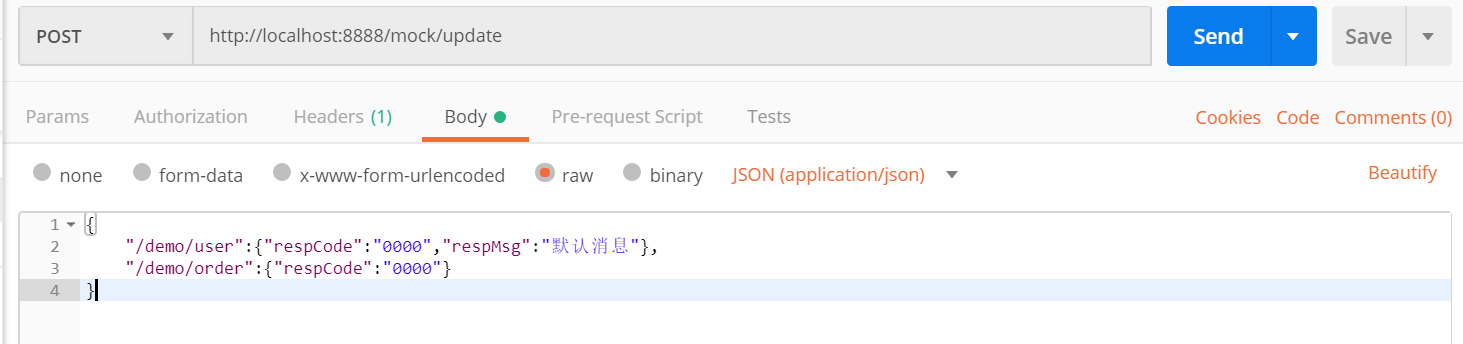 POST http://localhost:8888/mock/update Send Save
Params Authorization Headers (1) Body Pre-request Script Tests Cookies Code Comments (0)
none form-data x-www-form-urlencoded raw binary JSON (application/json) Beautify
1 {
2 "/demo/user":{"respCode":"0000","respMsg":"默认消息"},
3 "/demo/order":{"respCode":"0000"}
4 }